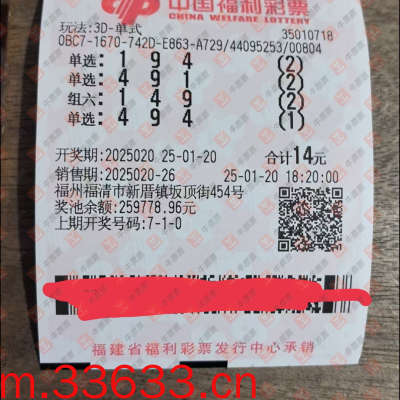 中国福利彩票
CHINA WELFARE LOTTERY
玩法:3D-单式
35010718
0BC7-1670-742D-E863-A729/44095253/00804
单选: 1 9 4 (2)
单选: 4 9 1 (2)
组六: 1 4 9 (2)
单选: 4 9 4 (1)
开奖期:2025020 25-01-20 合计14元
销售期:2025020-26 25-01-20 18:20:00
福州福清市新厝镇坂顶街454号
奖池余额:259778.96元
上期开奖号码:7-1-0
福建省福利彩票发行中心承销
m.33633.cn